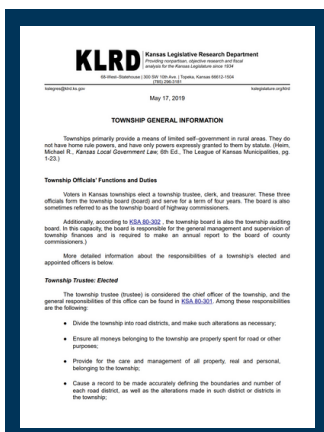 KLRD
Kansas Legislative Research Department
Providing nonpartisan, objective research and fiscal
analysis for the Kansas Legislature since 1934
68-West–Statehouse | 300 SW 10th Ave. | Topeka, Kansas 66612-1504
(785) 296-3181
kslegres@klrd.ks.gov
kslegislature.org/klrd
May 17, 2019
TOWNSHIP GENERAL INFORMATION
Townships primarily provide a means of limited self–government in rural areas. They do
not have home rule powers, and have only powers expressly granted to them by statute. (Heim,
Michael R., Kansas Local Government Law, 6th Ed., The League of Kansas Municipalities, pg.
1-23.)
Township Officials' Functions and Duties
Voters in Kansas townships elect a township trustee, clerk, and treasurer. These three
officials form the township board (board) and serve for a term of four years. The board is also
sometimes referred to as the township board of highway commissioners.
Additionally, according to KSA 80-302 , the township board is also the township auditing
board. In this capacity, the board is responsible for the general management and supervision of
township finances and is required to make an annual report to the board of county
commissioners.)
More detailed information about the responsibilities of a township's elected and
appointed officers is below.
Township Trustee: Elected
The township trustee (trustee) is considered the chief officer of the township, and the
general responsibilities of this office can be found in KSA 80-301. Among these responsibilities
are the following:
● Divide the township into road districts, and make such alterations as necessary;
● Ensure all moneys belonging to the township are properly spent for road or other
purposes;
● Provide for the care and management of all property, real and personal,
belonging to the township;
● Cause a record to be made accurately defining the boundaries and number of
each road district, as well as the alterations made in such district or districts in
the township;